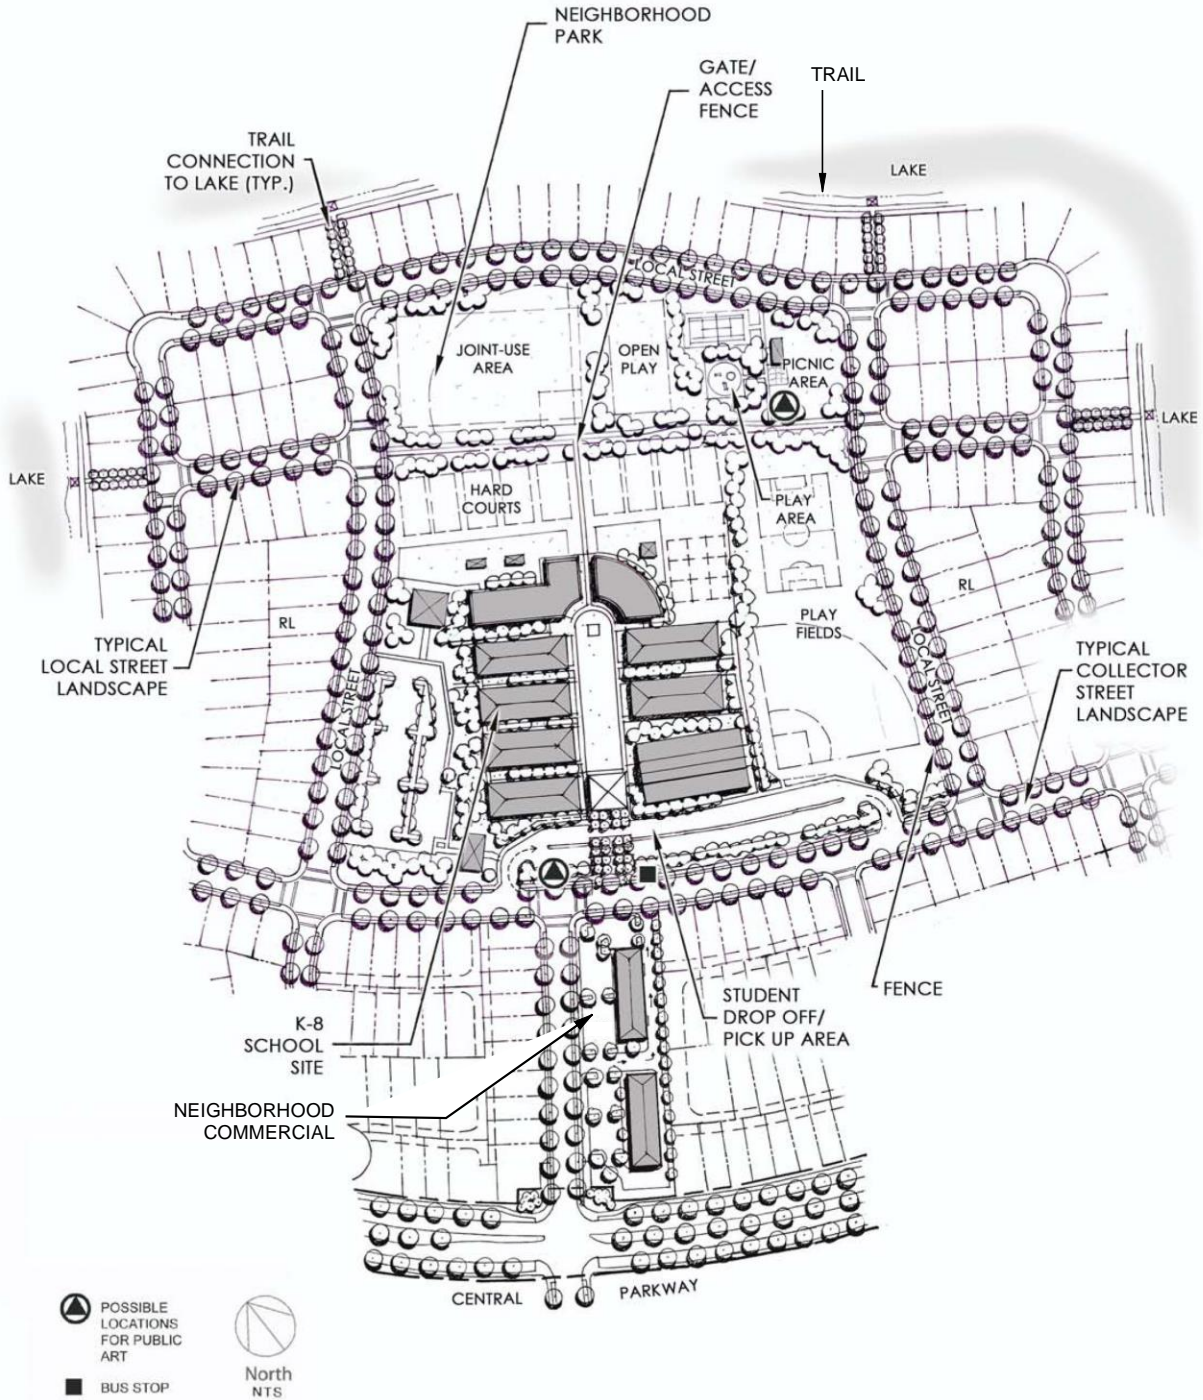 NEIGHBORHOOD
PARK
GATE/
ACCESS
FENCE
TRAIL
TRAIL
CONNECTION
TO LAKE (TYP.)
LAKE
LOCAL STREET
JOINT-USE
AREA
OPEN
PLAY
PICNIC
AREA
LAKE
LAKE
HARD
COURTS
PLAY
AREA
RL
RL
PLAY
FIELDS
TYPICAL
LOCAL STREET
LANDSCAPE
LOCAL STREET
LOCAL STREET
TYPICAL
COLLECTOR
STREET
LANDSCAPE
FENCE
STUDENT
DROP OFF/
PICK UP AREA
K-8
SCHOOL
SITE
NEIGHBORHOOD
COMMERCIAL
CENTRAL PARKWAY
POSSIBLE
LOCATIONS
FOR PUBLIC
ART
BUS STOP
North
NTS